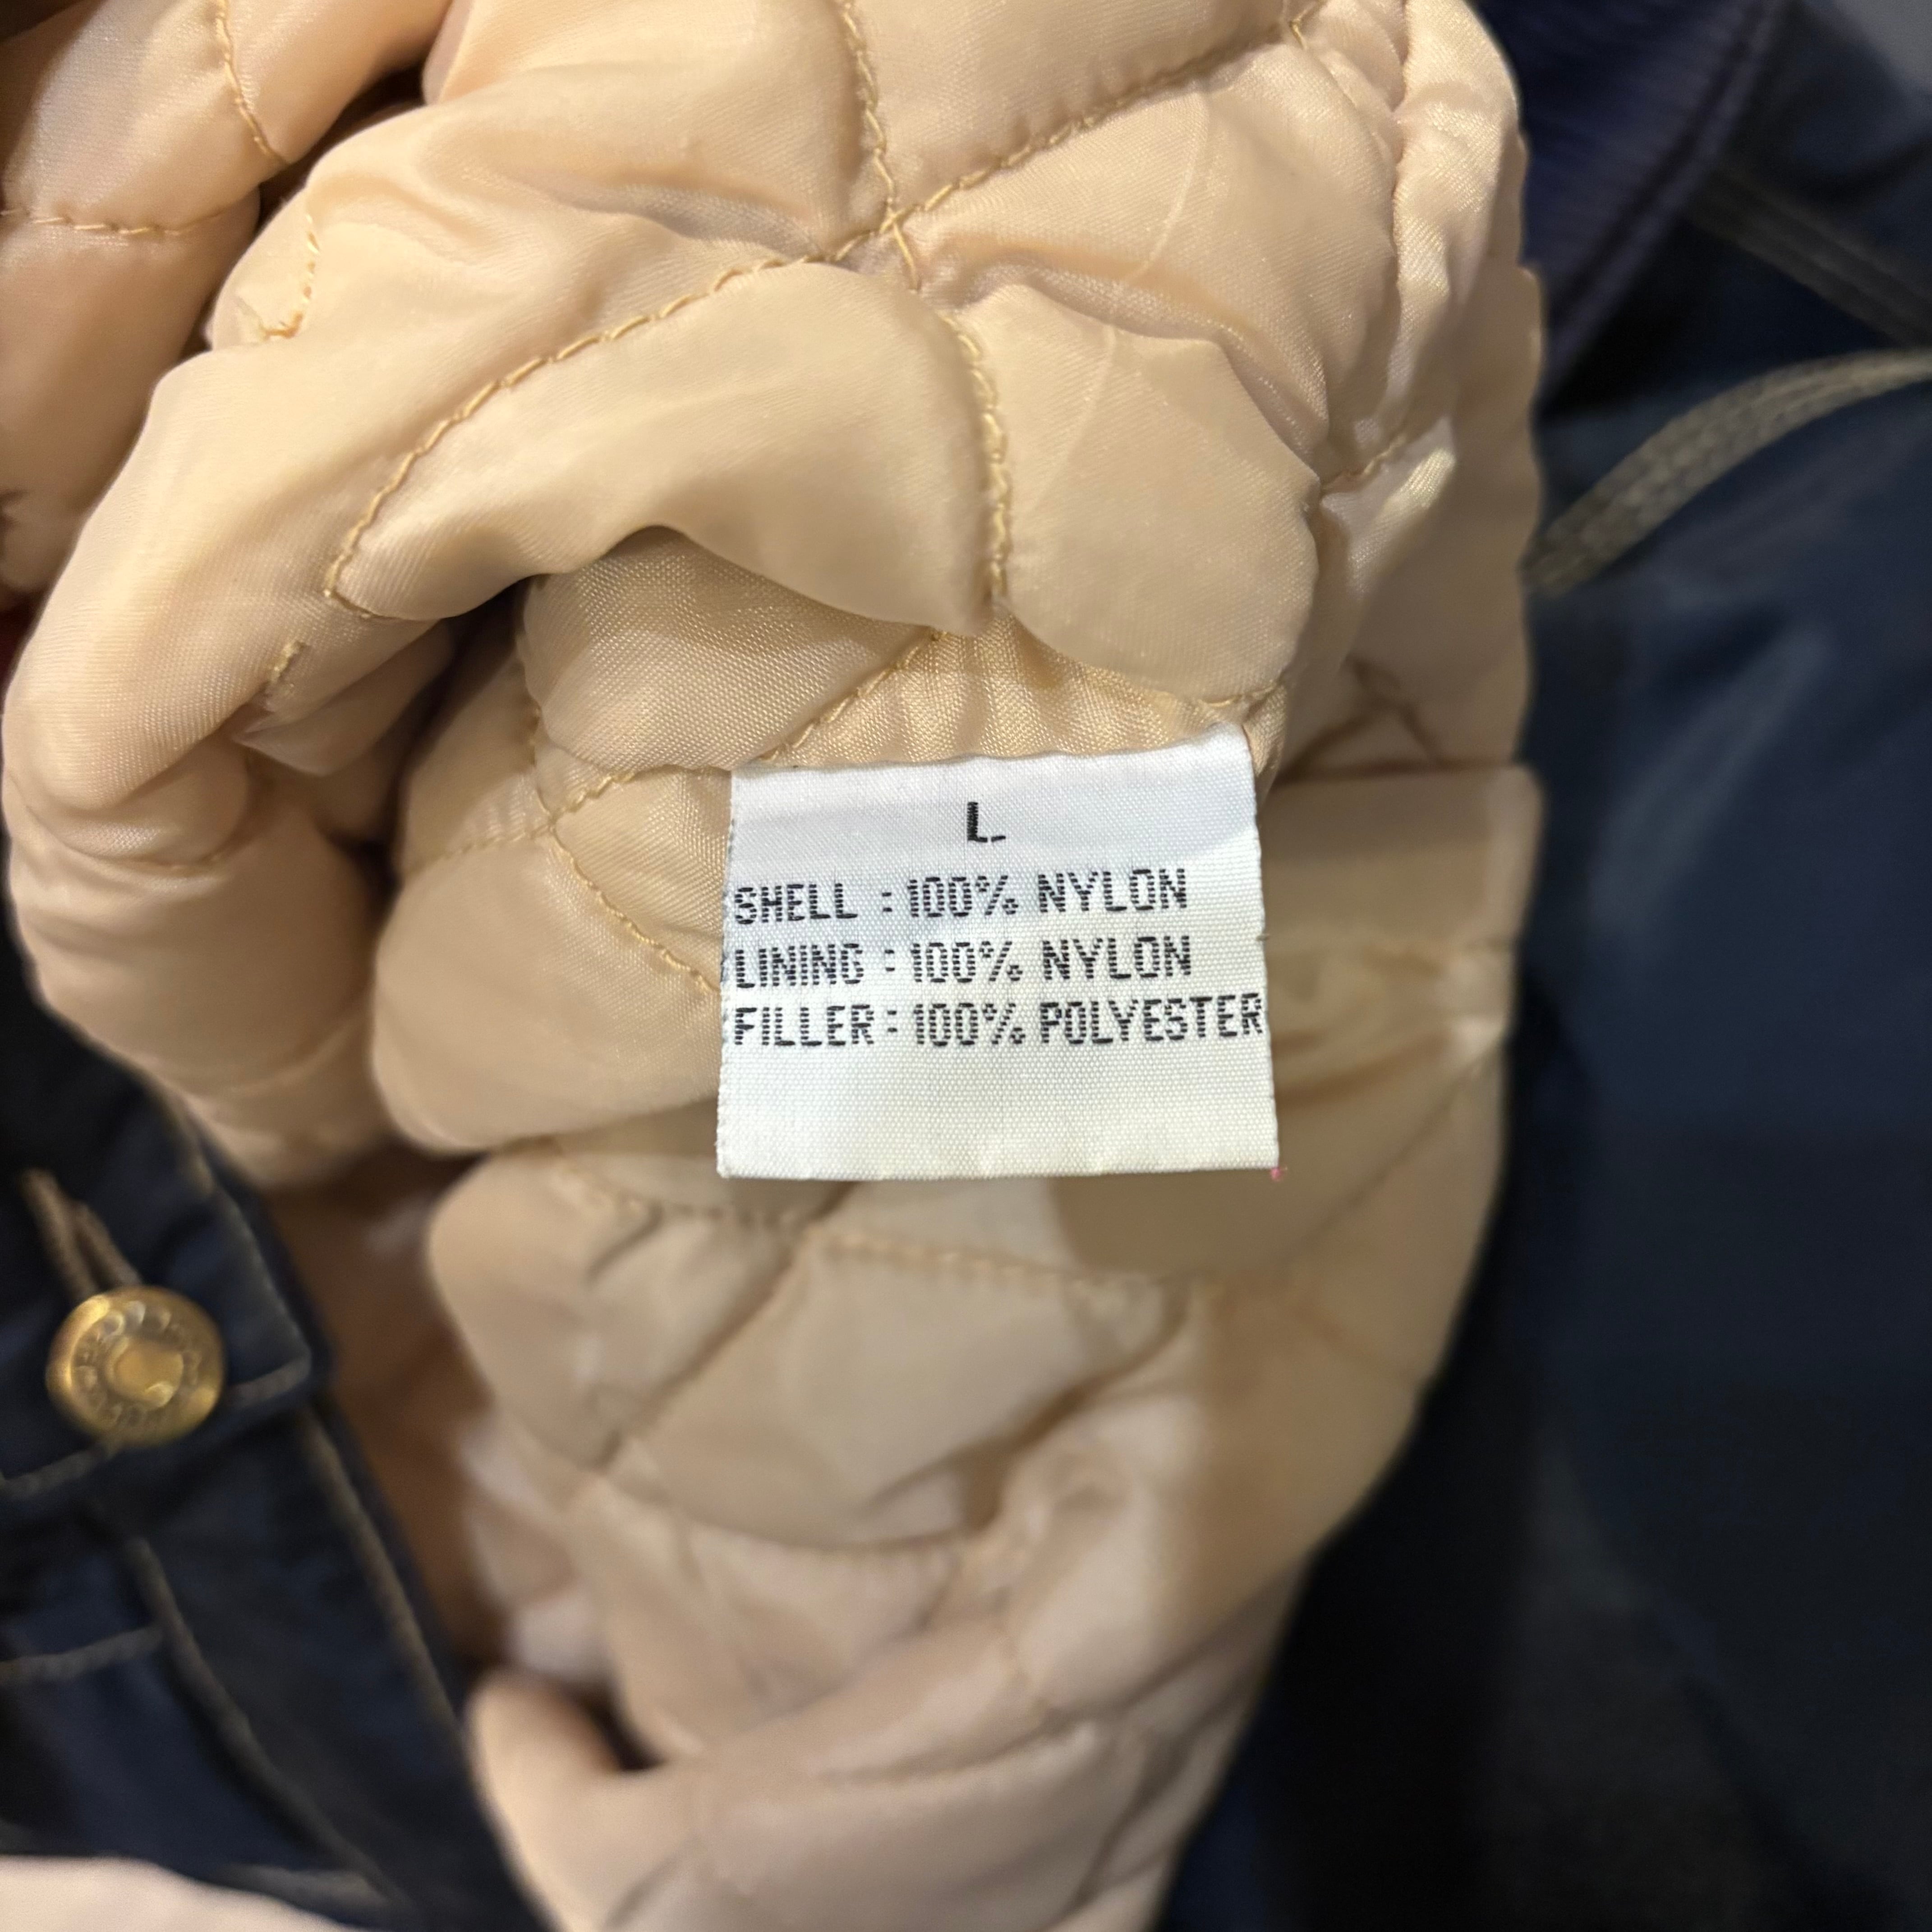 L
SHELL : 100% NYLON
LINING : 100% NYLON
FILLER : 100% POLYESTER